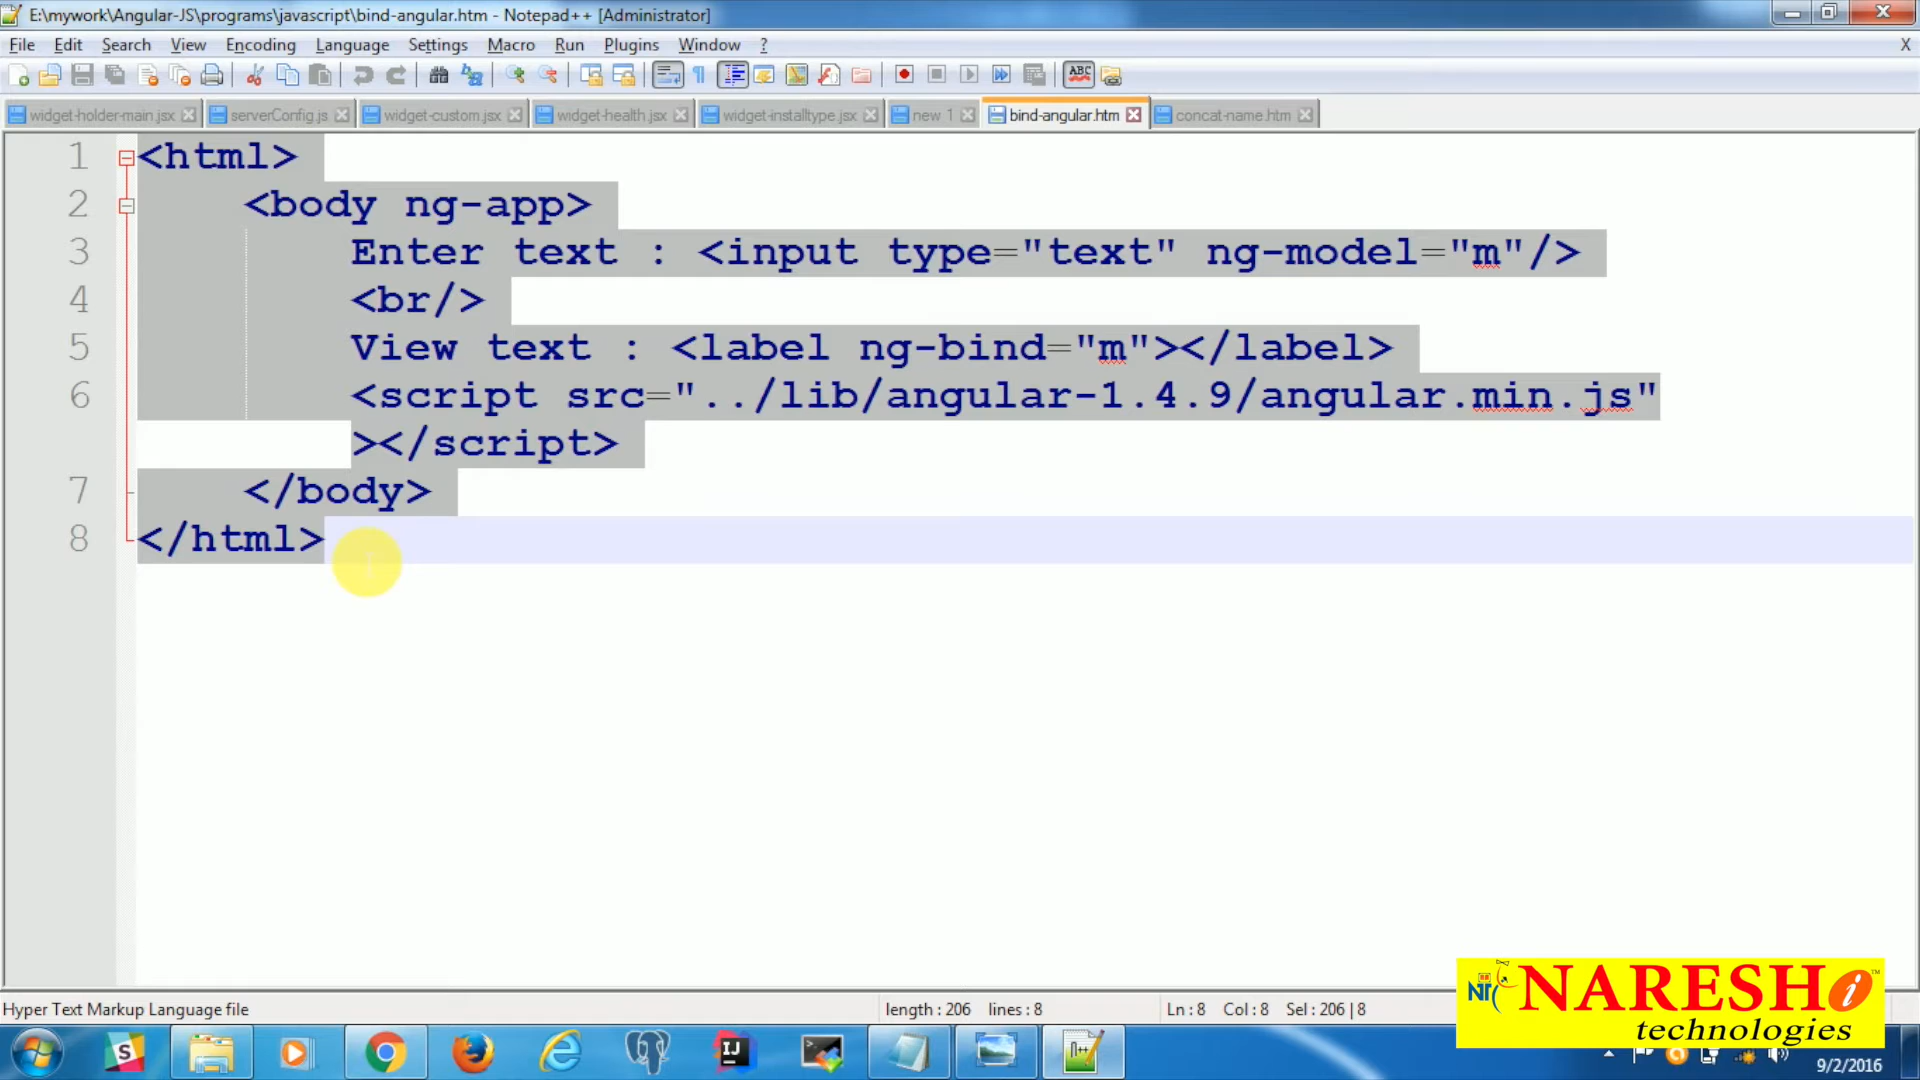 E:\mywork\Angular-JS\programs\javascript\bind-angular.htm - Notepad++ [Administrator]
File Edit Search View Encoding Language Settings Macro Run Plugins Window ? X
widget-holder-main.jsx serverConfig.js widget-custom.jsx widget-health.jsx widget-installtype.jsx new 1 bind-angular.htm concat-name.htm
1 <html>
2 <body ng-app>
3 Enter text : <input type="text" ng-model="m"/>
4 <br/>
5 View text : <label ng-bind="m"></label>
6 <script src="../lib/angular-1.4.9/angular.min.js"
></script>
7 </body>
8 </html>
NARESH i
technologies
Hyper Text Markup Language file length : 206 lines : 8 Ln : 8 Col : 8 Sel : 206 | 8
9/2/2016